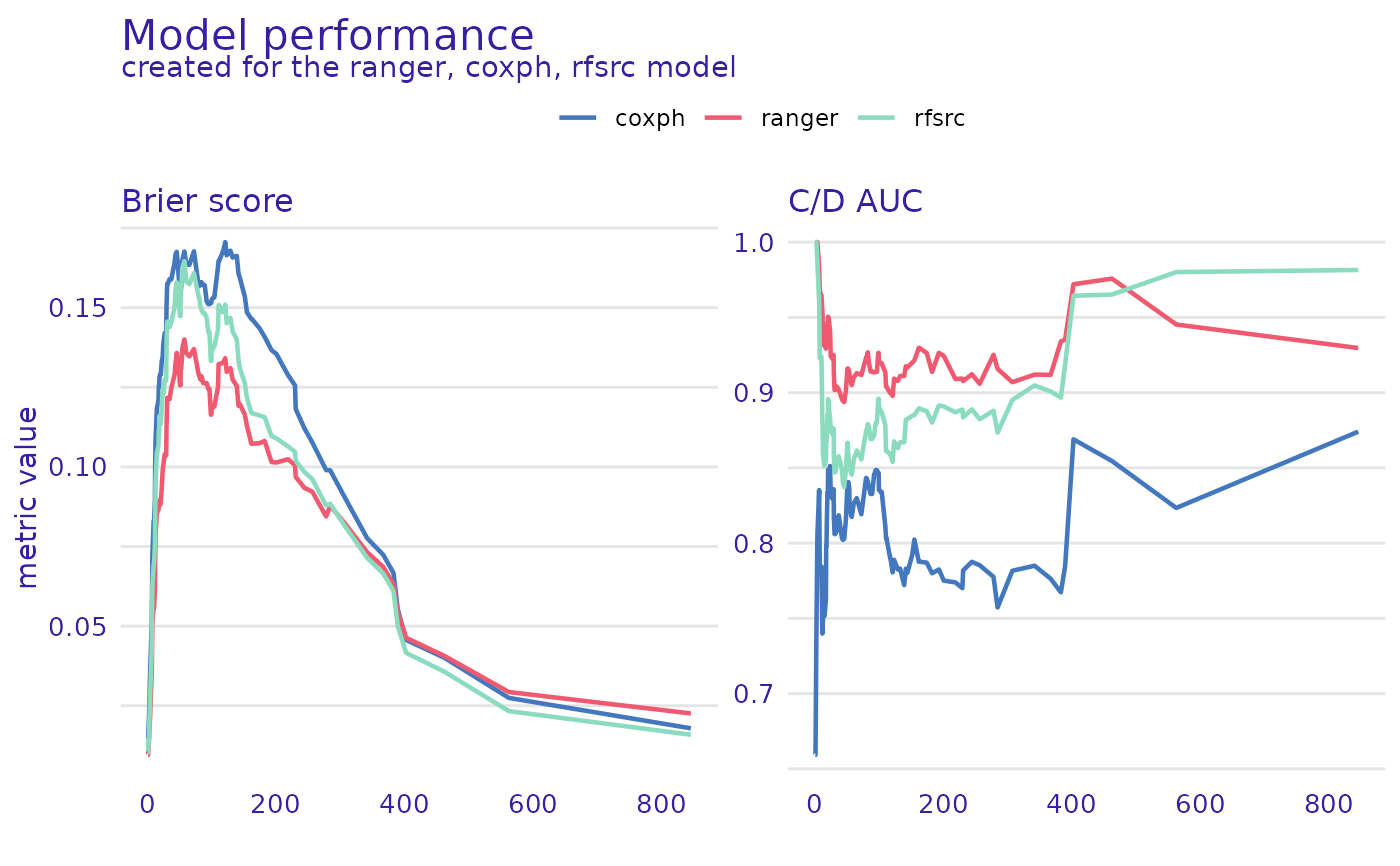 Model performance
created for the ranger, coxph, rfsrc model
coxph ranger rfsrc
Brier score
C/D AUC
metric value
0.15
0.10
0.05
0 200 400 600 800
1.0
0.9
0.8
0.7
0 200 400 600 800